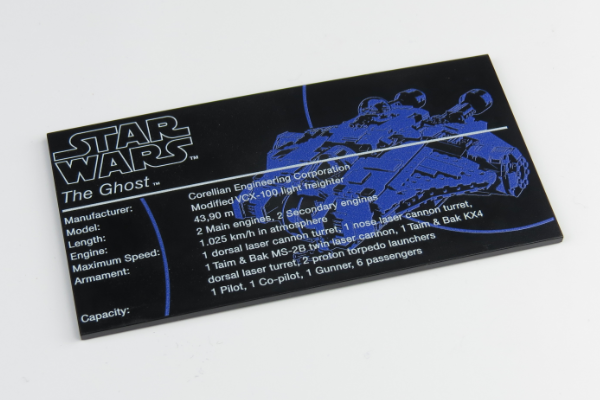 STAR
WARS™
The Ghost™
Manufacturer: Corellian Engineering Corporation
Model: Modified VCX-100 light freighter
Length: 43,90 m
Engine: 2 Main engines, 2 Secondary engines
Maximum Speed: 1.025 km/h in atmosphere
Armament: 1 dorsal laser cannon turret, 1 nose laser cannon turret,
1 Taim & Bak MS-2B twin laser cannon, 1 Taim & Bak KX4
dorsal laser turret, 2 proton torpedo launchers
Capacity: 1 Pilot, 1 Co-pilot, 1 Gunner, 6 passengers